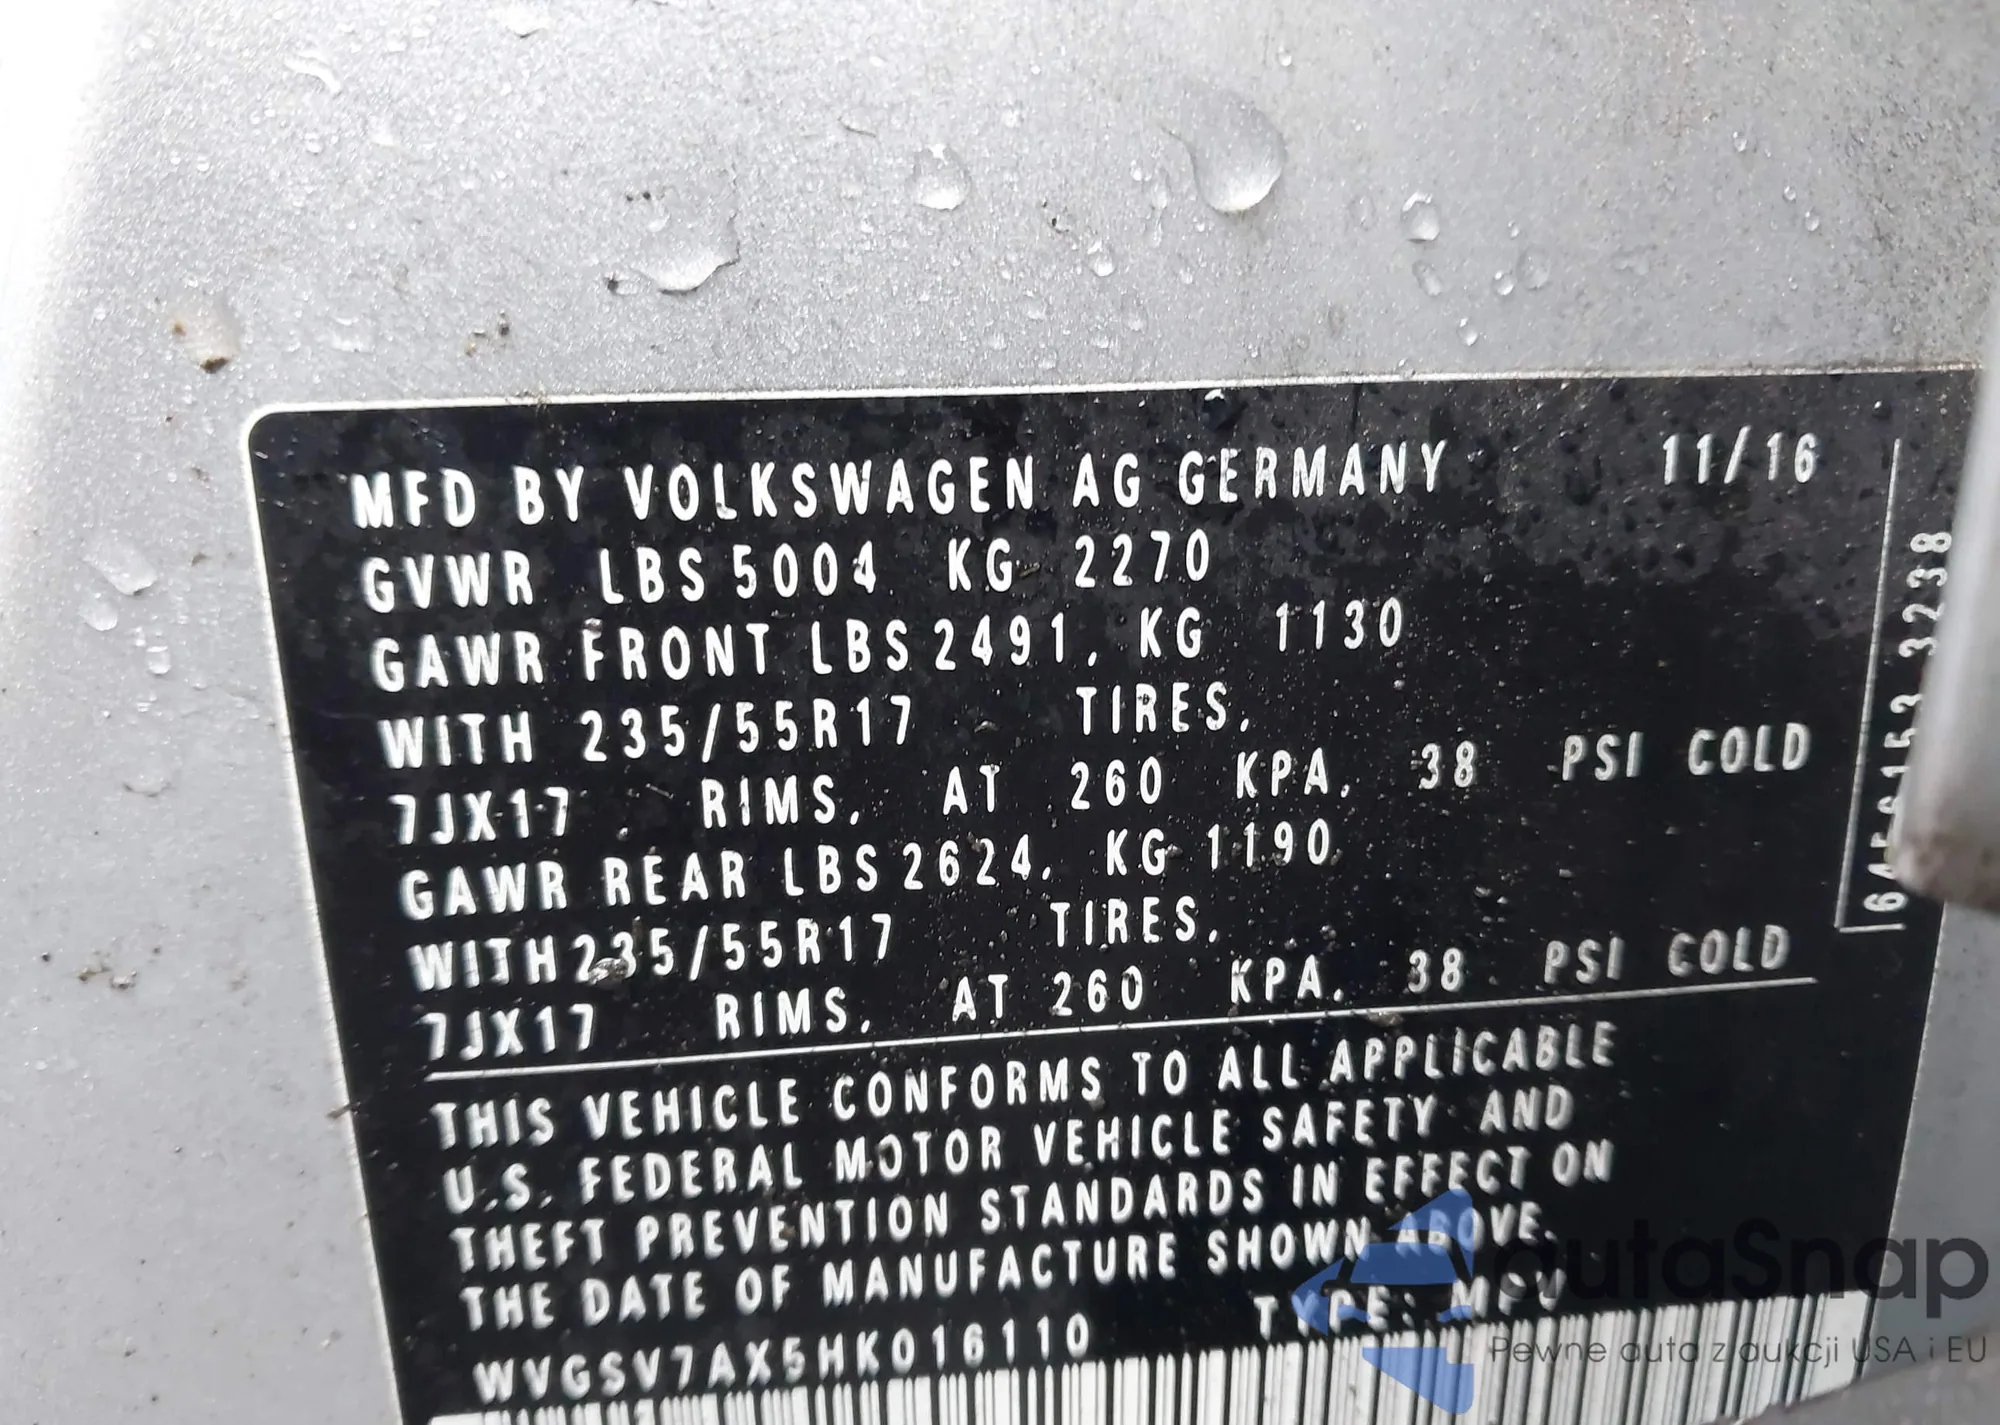 MFD BY VOLKSWAGEN AG GERMANY 11/16
GVWR LBS 5004 KG 2270
GAWR FRONT LBS 2491, KG 1130
WITH 235/55R17 TIRES,
7JX17 RIMS, AT 260 KPA, 38 PSI COLD
GAWR REAR LBS 2624, KG 1190
WITH 235/55R17 TIRES,
7JX17 RIMS, AT 260 KPA, 38 PSI COLD
THIS VEHICLE CONFORMS TO ALL APPLICABLE
U.S. FEDERAL MOTOR VEHICLE SAFETY AND
THEFT PREVENTION STANDARDS IN EFFECT ON
THE DATE OF MANUFACTURE SHOWN ABOVE.
WVGSV7AX5HK016110 TYPE: MPV
3238
autaSnap
Pewne auta z aukcji USA i EU